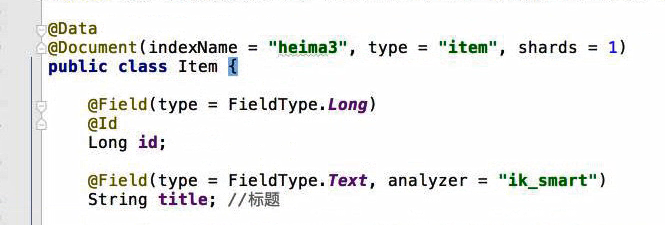 @Data
@Document(indexName = "heima3", type = "item", shards = 1)
public class Item {
@Field(type = FieldType.Long)
@Id
Long id;
@Field(type = FieldType.Text, analyzer = "ik_smart")
String title; //标题